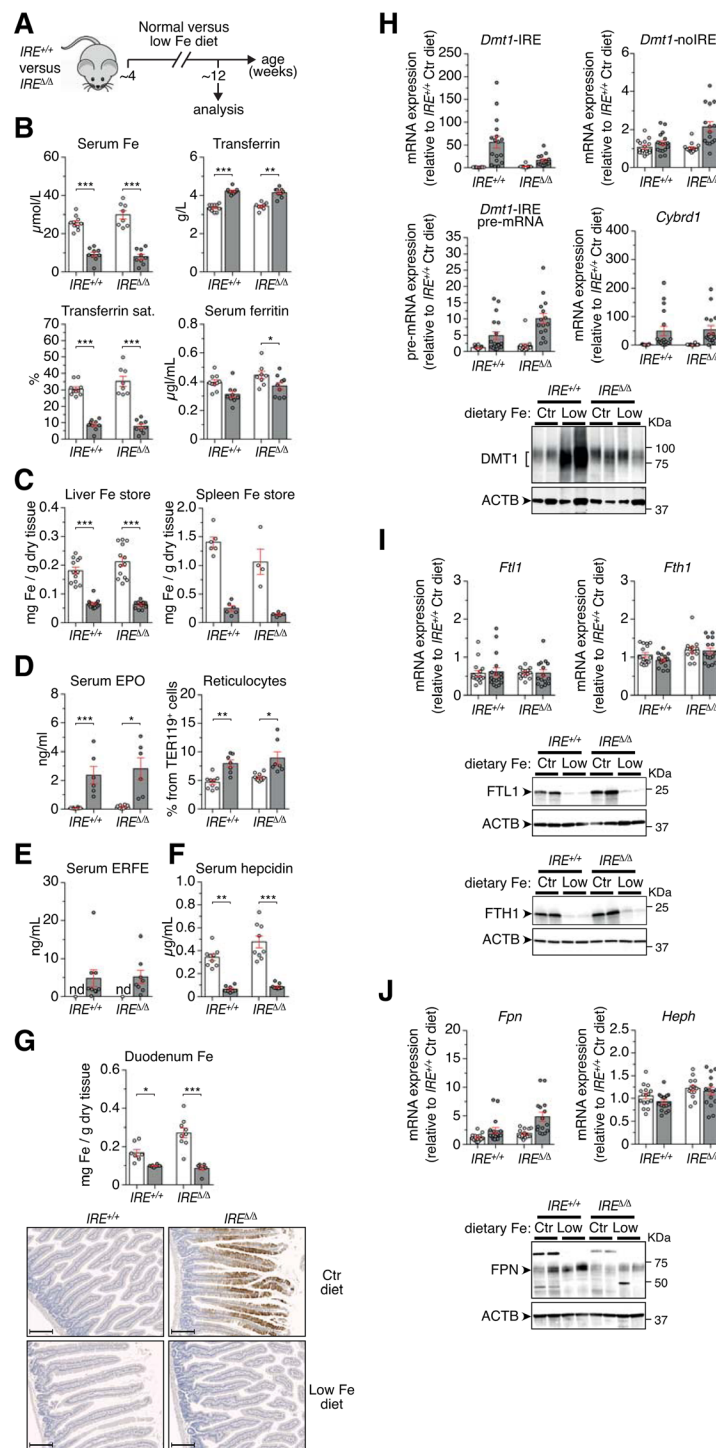 A
Normal versus
low Fe diet
IRE+/+
versus
IREΔ/Δ
~4
~12
age
(weeks)
analysis
B
Serum Fe
µmol/L
60
40
20
0
***
***
IRE+/+
IREΔ/Δ
Transferrin
g/L
6
4
2
0
***
**
IRE+/+
IREΔ/Δ
Transferrin sat.
%
70
60
50
40
30
20
10
0
***
***
IRE+/+
IREΔ/Δ
Serum ferritin
µgl/mL
0.8
0.6
0.4
0.2
0
*
IRE+/+
IREΔ/Δ
C
Liver Fe store
mg Fe / g dry tissue
0.4
0.3
0.2
0.1
0
***
***
IRE+/+
IREΔ/Δ
Spleen Fe store
mg Fe / g dry tissue
2.0
1.5
1.0
0.5
0
IRE+/+
IREΔ/Δ
D
Serum EPO
ng/ml
8
6
4
2
0
***
*
IRE+/+
IREΔ/Δ
Reticulocytes
% from TER119+ cells
20
15
10
5
0
**
*
IRE+/+
IREΔ/Δ
E
Serum ERFE
ng/mL
30
20
10
0
nd
nd
IRE+/+
IREΔ/Δ
F
Serum hepcidin
µg/mL
1
0.8
0.6
0.4
0.2
0
**
***
IRE+/+
IREΔ/Δ
G
Duodenum Fe
mg Fe / g dry tissue
0.6
0.4
0.2
0
*
***
IRE+/+
IREΔ/Δ
IRE+/+
IREΔ/Δ
Ctr
diet
Low Fe
diet
H
Dmt1-IRE
mRNA expression
(relative to IRE+/+ Ctr diet)
250
200
150
100
50
0
IRE+/+
IREΔ/Δ
Dmt1-noIRE
mRNA expression
(relative to IRE+/+ Ctr diet)
6
4
2
0
IRE+/+
IREΔ/Δ
Dmt1-IRE
pre-mRNA
pre-mRNA expression
(relative to IRE+/+ Ctr diet)
35
30
25
20
15
10
5
0
IRE+/+
IREΔ/Δ
Cybrd1
mRNA expression
(relative to IRE+/+ Ctr diet)
400
300
200
100
0
IRE+/+
IREΔ/Δ
IRE+/+ IREΔ/Δ
dietary Fe: Ctr Low Ctr Low
KDa
DMT1
100
75
ACTB
37
I
Ftl1
mRNA expression
(relative to IRE+/+ Ctr diet)
3
2
1
0
IRE+/+
IREΔ/Δ
Fth1
mRNA expression
(relative to IRE+/+ Ctr diet)
3
2
1
0
IRE+/+
IREΔ/Δ
IRE+/+ IREΔ/Δ
dietary Fe: Ctr Low Ctr Low
KDa
FTL1
25
ACTB
37
IRE+/+ IREΔ/Δ
dietary Fe: Ctr Low Ctr Low
KDa
FTH1
25
ACTB
37
J
Fpn
mRNA expression
(relative to IRE+/+ Ctr diet)
20
15
10
5
0
IRE+/+
IREΔ/Δ
Heph
mRNA expression
(relative to IRE+/+ Ctr diet)
2.5
2.0
1.5
1.0
0.5
0
IRE+/+
IREΔ/Δ
IRE+/+ IREΔ/Δ
dietary Fe: Ctr Low Ctr Low
KDa
FPN
75
50
ACTB
37